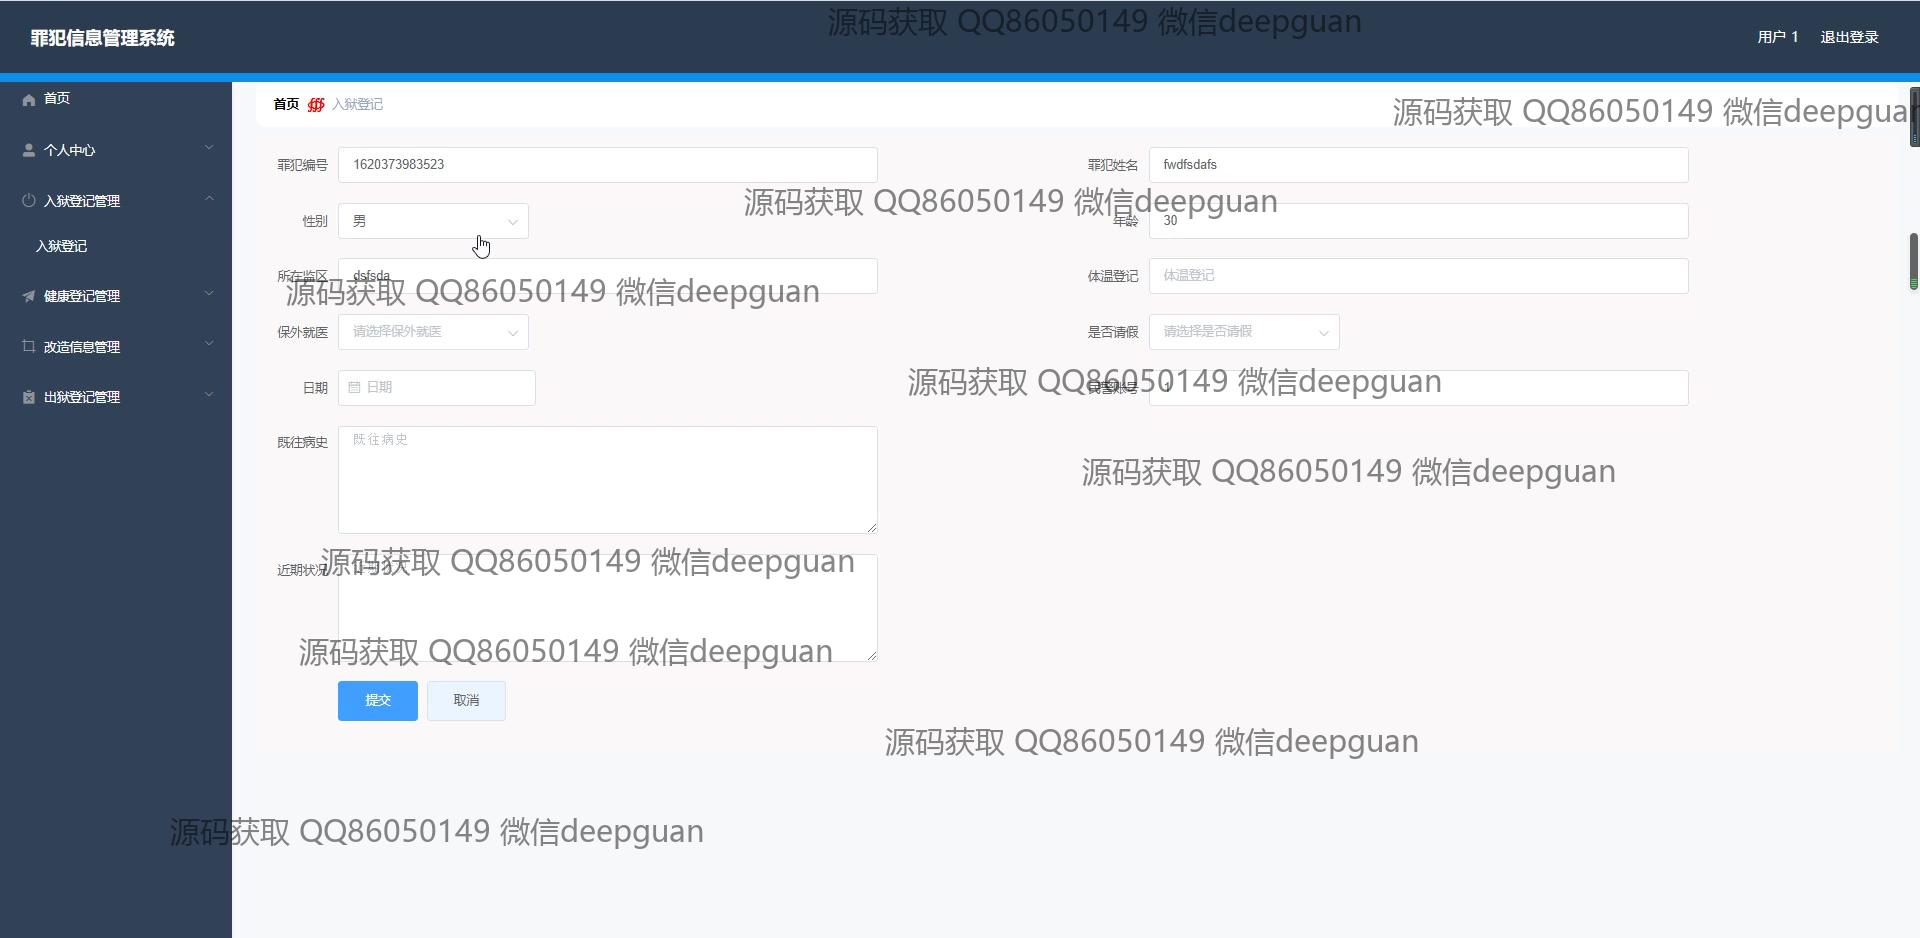 源码获取 QQ86050149 微信deepguan
罪犯信息管理系统
用户 1 退出登录
首页
首页 入狱登记
源码获取 QQ86050149 微信deepguan
个人中心
罪犯编号 1620373983523
罪犯姓名 fwdfsdafs
入狱登记管理
源码获取 QQ86050149 微信deepguan
性别 男
年龄 30
入狱登记
所在监区 dsfsda
体温登记 体温登记
源码获取 QQ86050149 微信deepguan
健康登记管理
保外就医 请选择保外就医
是否请假 请选择是否请假
改造信息管理
日期 日期
民警账号 1
源码获取 QQ86050149 微信deepguan
出狱登记管理
既往病史 既往病史
源码获取 QQ86050149 微信deepguan
近期状况
源码获取 QQ86050149 微信deepguan
源码获取 QQ86050149 微信deepguan
提交 取消
源码获取 QQ86050149 微信deepguan
源码获取 QQ86050149 微信deepguan